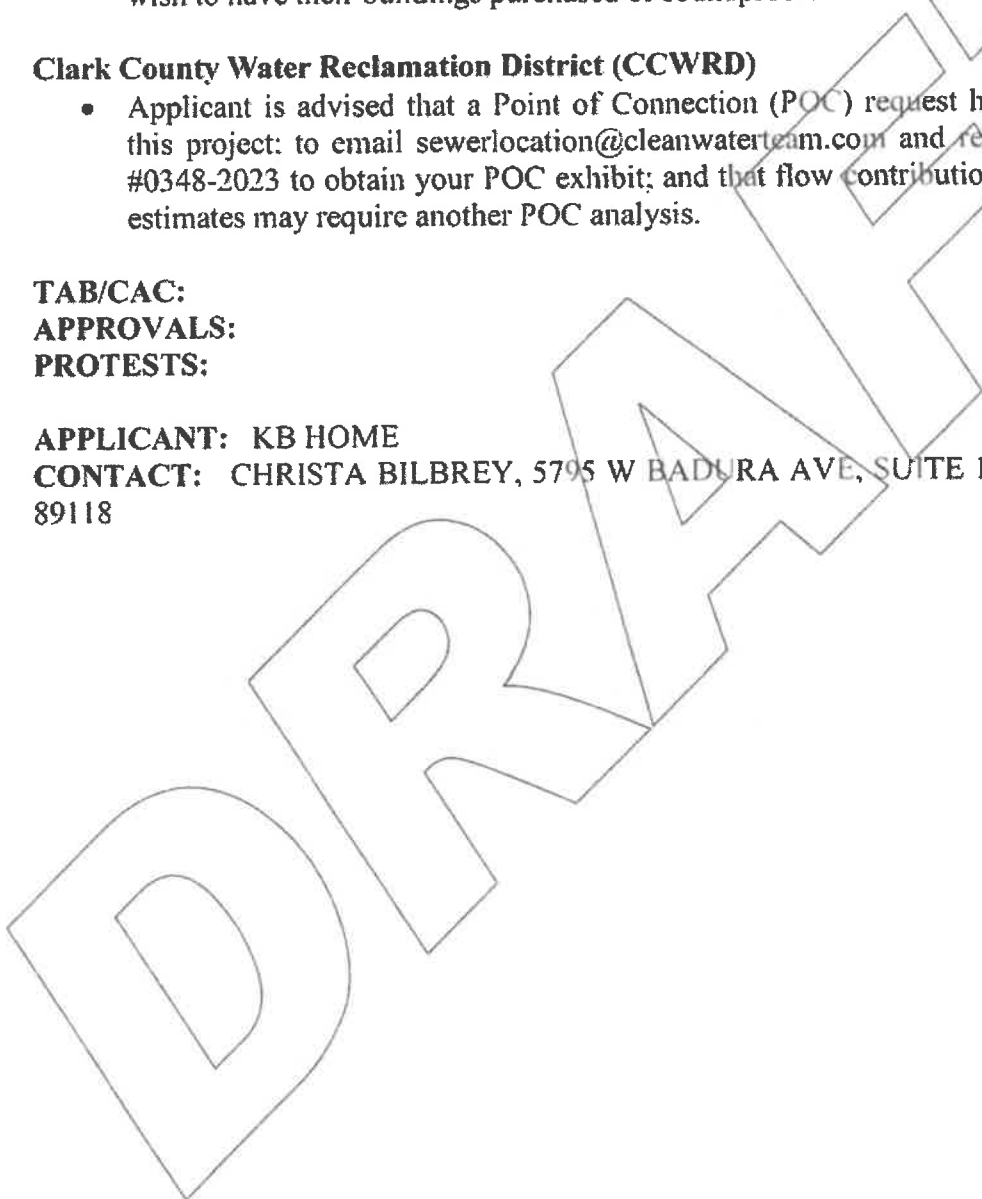 Clark County Water Reclamation District (CCWRD)
• Applicant is advised that a Point of Connection (POC) request h
this project: to email sewerlocation@cleanwaterteam.com and re
#0348-2023 to obtain your POC exhibit; and that flow contributio
estimates may require another POC analysis.
TAB/CAC:
APPROVALS:
PROTESTS:
APPLICANT: KB HOME
CONTACT: CHRISTA BILBREY, 5795 W BADURA AVE, SUITE 1
89118
DRAFT